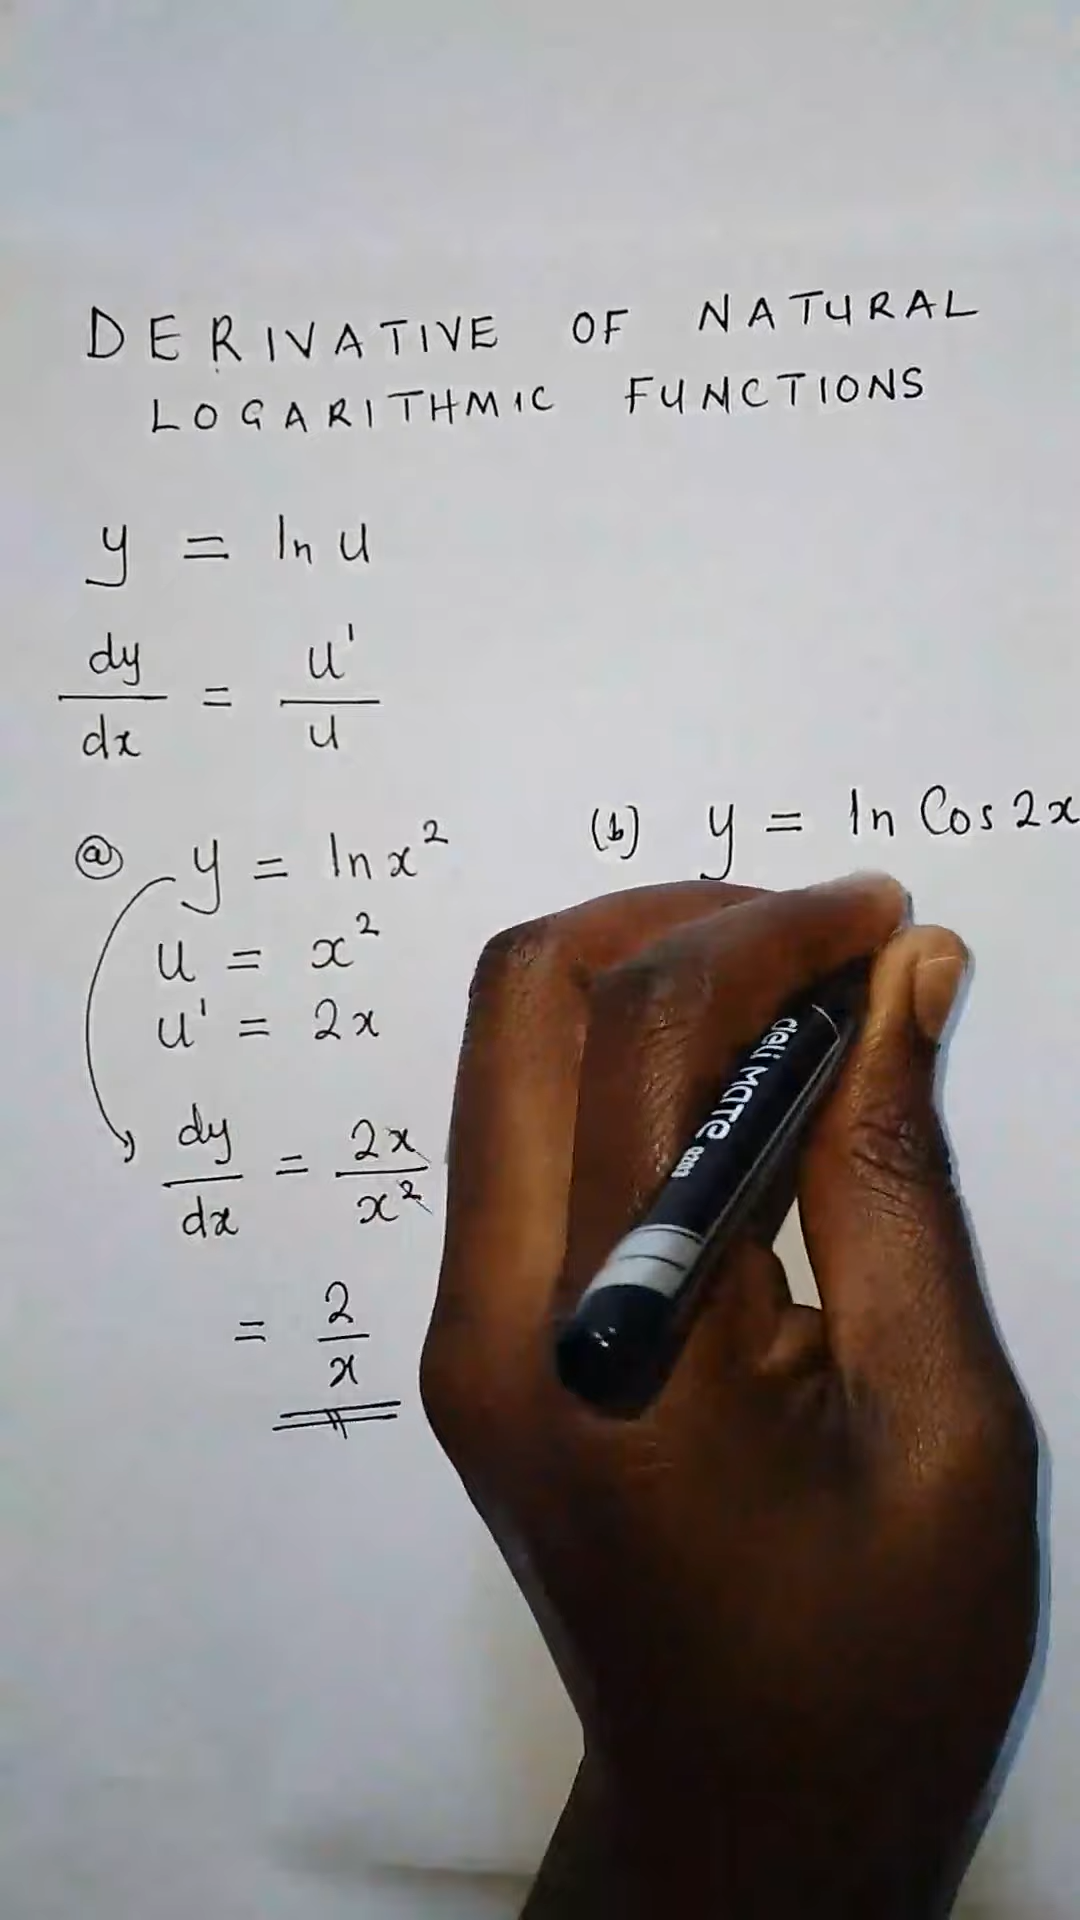 DERIVATIVE OF NATURAL
LOGARITHMIC FUNCTIONS
y = ln u
dy/dx = u'/u
(a) y = ln x²
u = x²
u' = 2x
dy/dx = 2x/x²
= 2/x
(b) y = ln Cos 2x
deli MATE